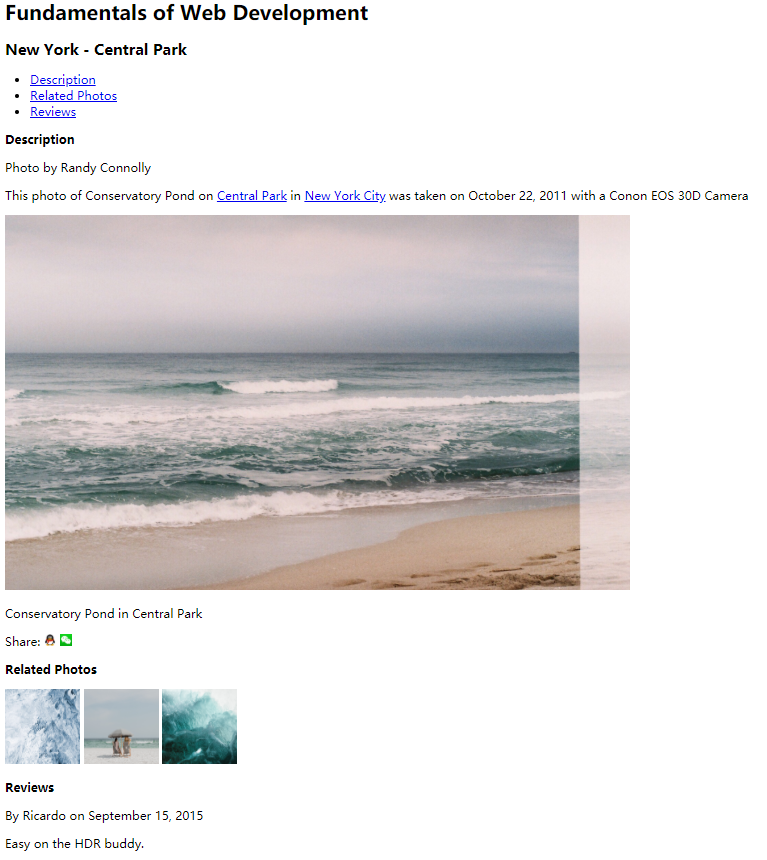 Fundamentals of Web Development
New York - Central Park
Description
Related Photos
Reviews
Description
Photo by Randy Connolly
This photo of Conservatory Pond on Central Park in New York City was taken on October 22, 2011 with a Conon EOS 30D Camera
Conservatory Pond in Central Park
Share:
Related Photos
Reviews
By Ricardo on September 15, 2015
Easy on the HDR buddy.